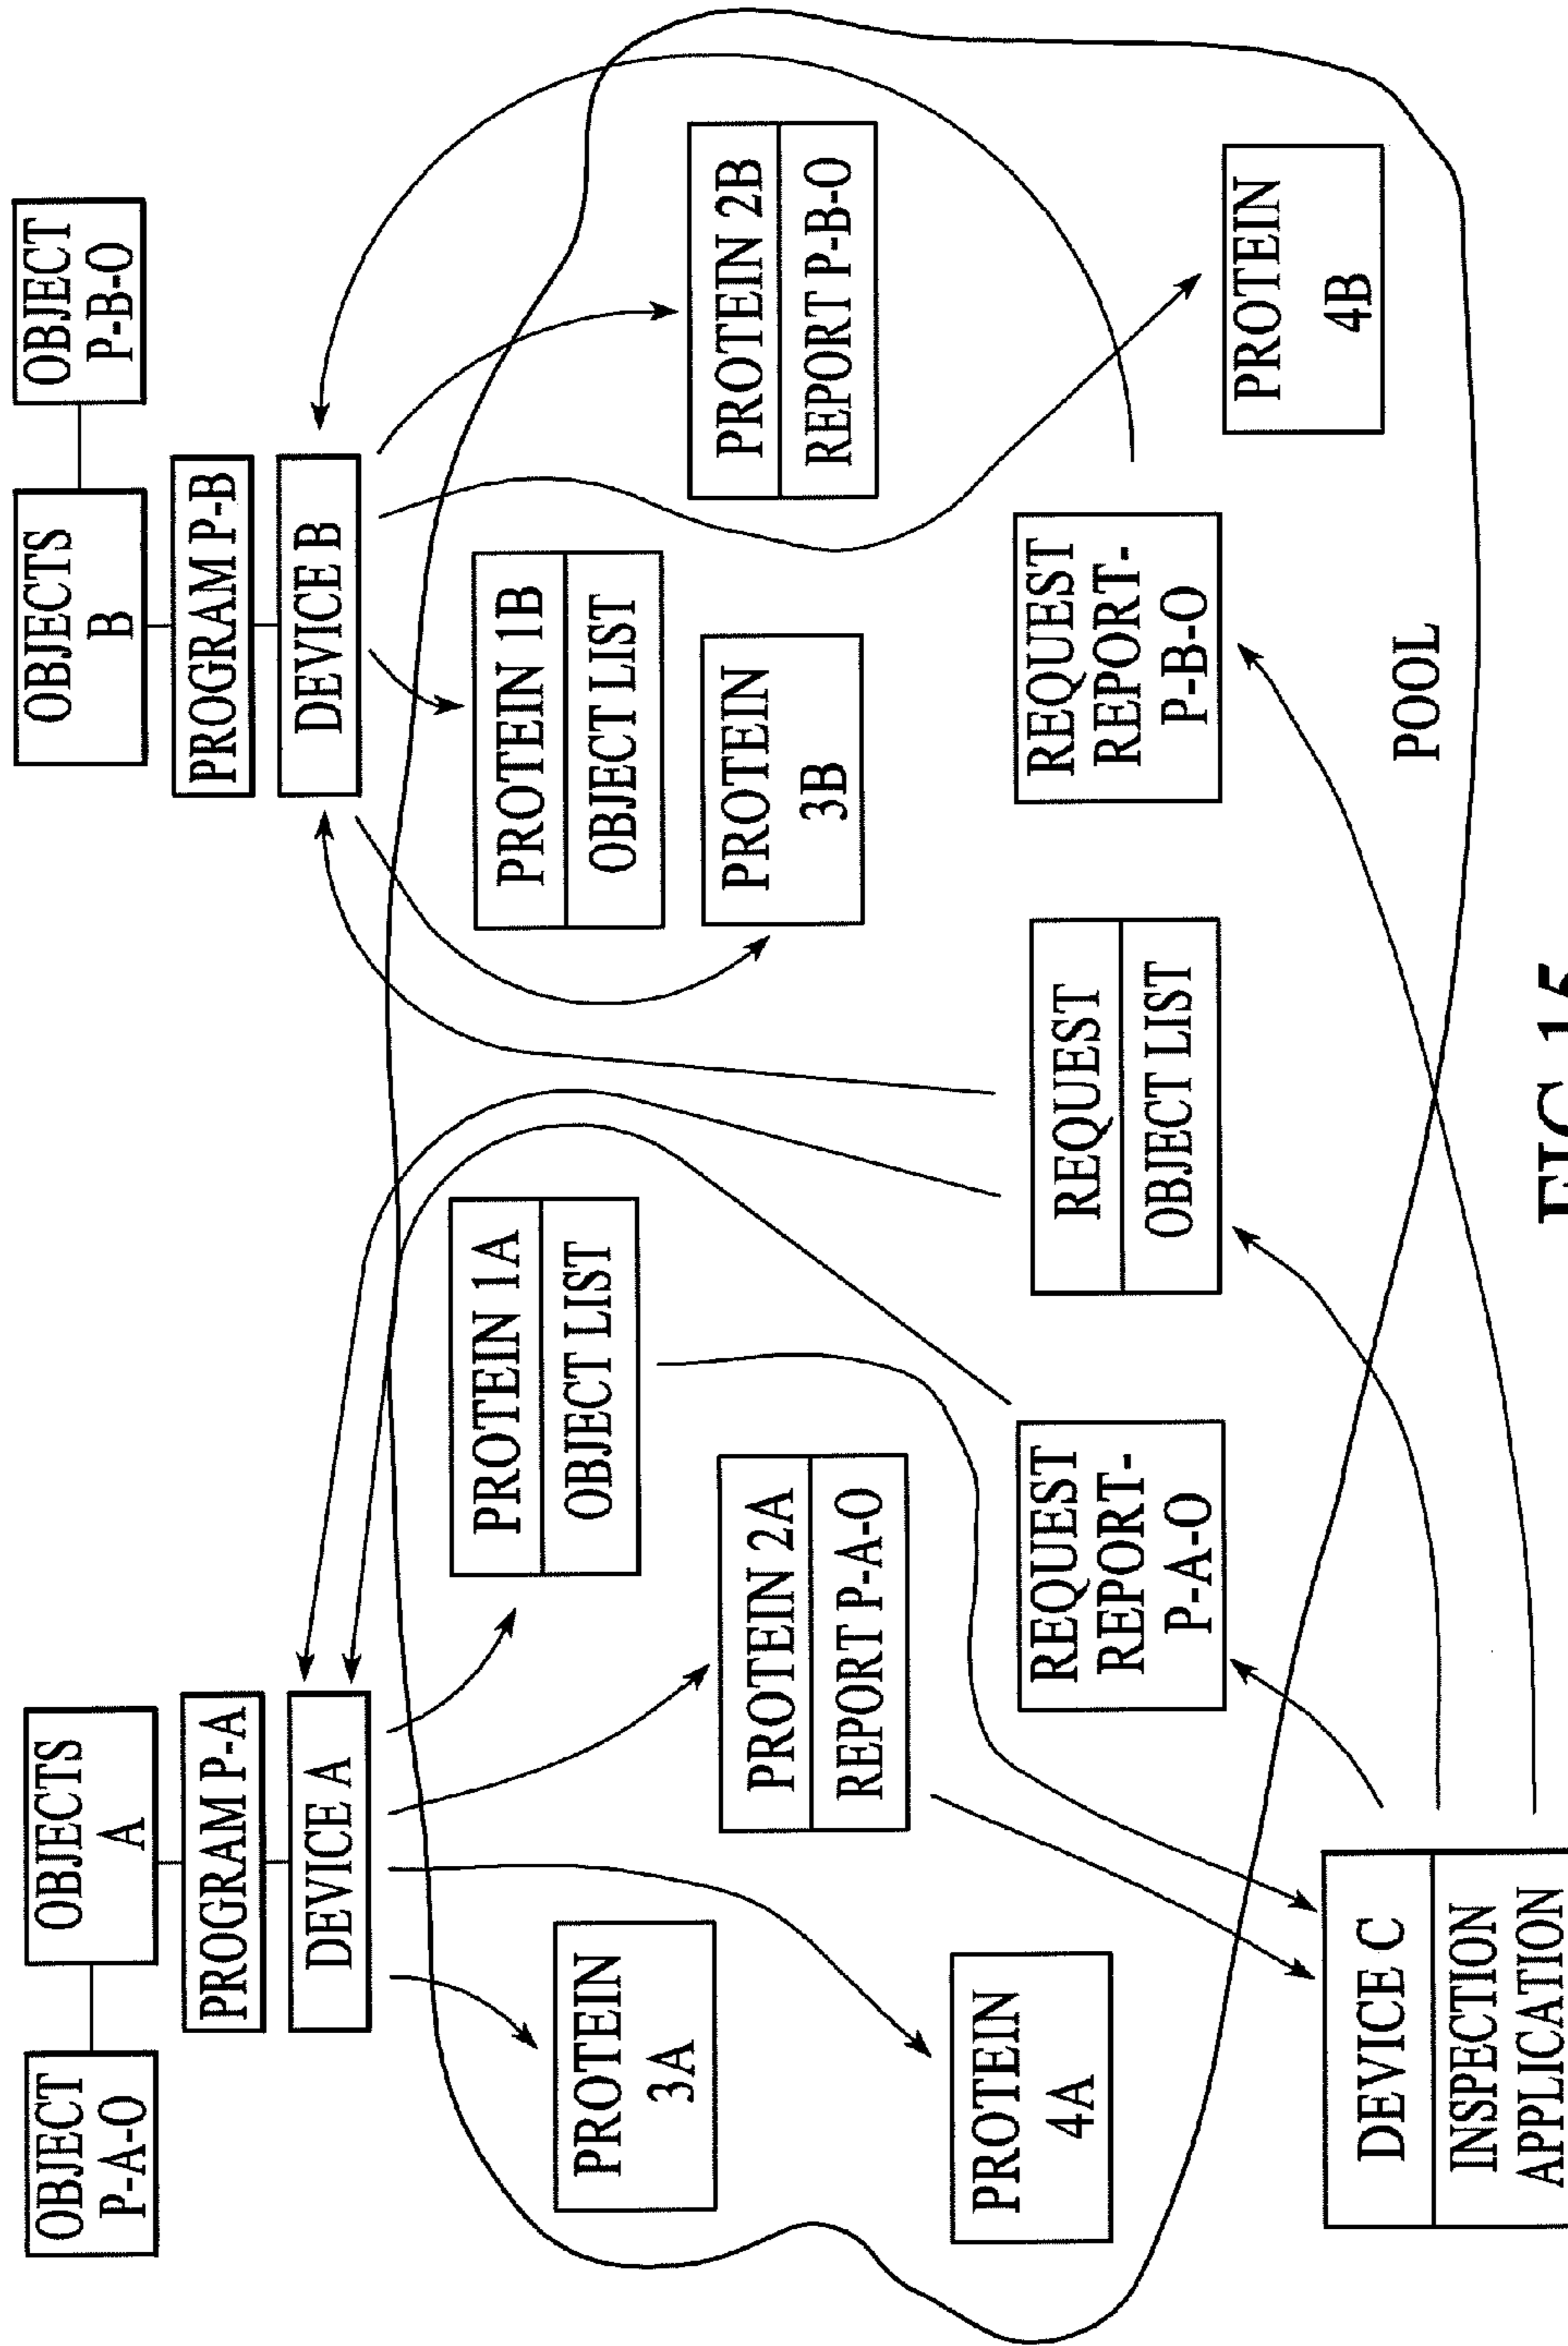 OBJECT
P-A-O
OBJECTS
A
PROGRAM P-A
DEVICE A
OBJECTS
B
OBJECT
P-B-O
PROGRAM P-B
DEVICE B
PROTEIN
3A
PROTEIN 1A
OBJECT LIST
PROTEIN 1B
OBJECT LIST
PROTEIN 2A
REPORT P-A-O
PROTEIN
3B
PROTEIN 2B
REPORT P-B-O
PROTEIN
4A
REQUEST
REPORT-
P-A-O
REQUEST
OBJECT LIST
REQUEST
REPORT-
P-B-O
PROTEIN
4B
POOL
DEVICE C
INSPECTION
APPLICATION
FIG.15